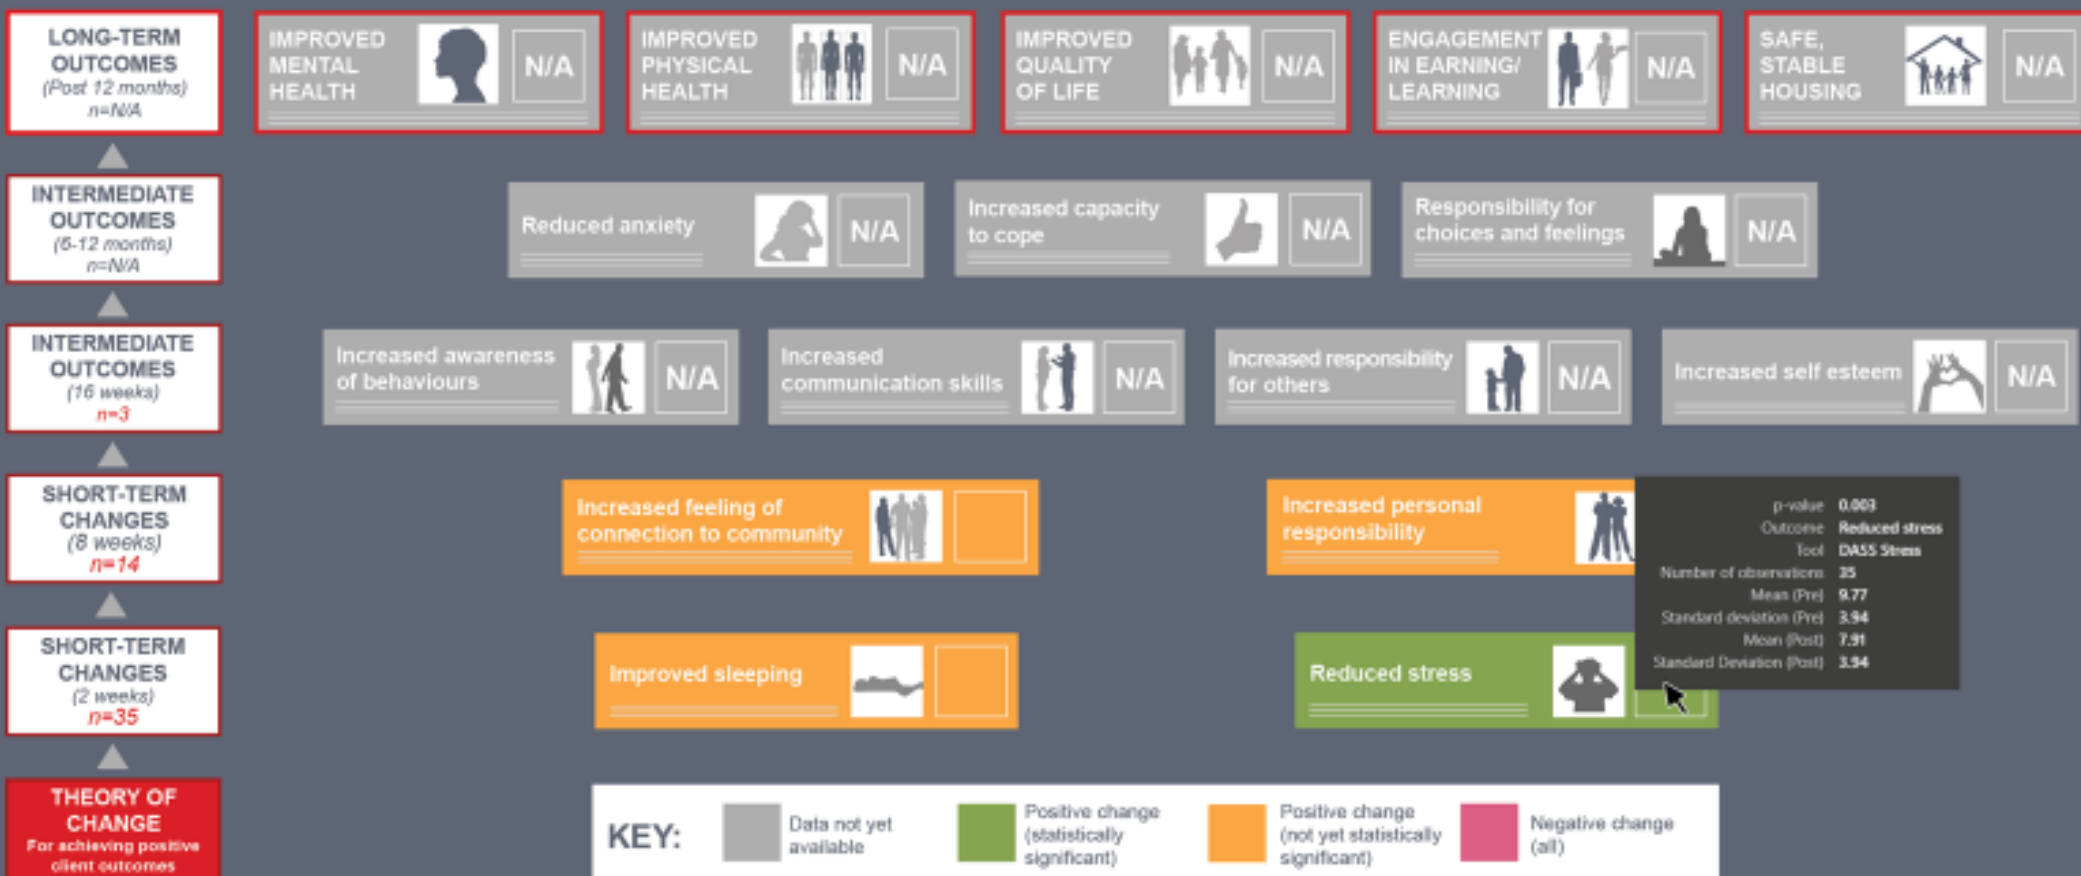 LONG-TERM
OUTCOMES
(Post 12 months)
n=N/A
IMPROVED
MENTAL
HEALTH
N/A
IMPROVED
PHYSICAL
HEALTH
N/A
IMPROVED
QUALITY
OF LIFE
N/A
ENGAGEMENT
IN EARNING/
LEARNING
N/A
SAFE,
STABLE
HOUSING
N/A
INTERMEDIATE
OUTCOMES
(6-12 months)
n=N/A
Reduced anxiety
N/A
Increased capacity
to cope
N/A
Responsibility for
choices and feelings
N/A
INTERMEDIATE
OUTCOMES
(16 weeks)
n=3
Increased awareness
of behaviours
N/A
Increased
communication skills
N/A
Increased responsibility
for others
N/A
Increased self esteem
N/A
SHORT-TERM
CHANGES
(8 weeks)
n=14
Increased feeling of
connection to community
Increased personal
responsibility
p-value 0.003
Outcome Reduced stress
Tool DASS Stress
Number of observations 35
Mean (Pre) 9.77
Standard deviation (Pre) 3.94
Mean (Post) 7.91
Standard Deviation (Post) 3.94
SHORT-TERM
CHANGES
(2 weeks)
n=35
Improved sleeping
Reduced stress
THEORY OF
CHANGE
For achieving positive
client outcomes
KEY:
Data not yet
available
Positive change
(statistically
significant)
Positive change
(not yet statistically
significant)
Negative change
(all)